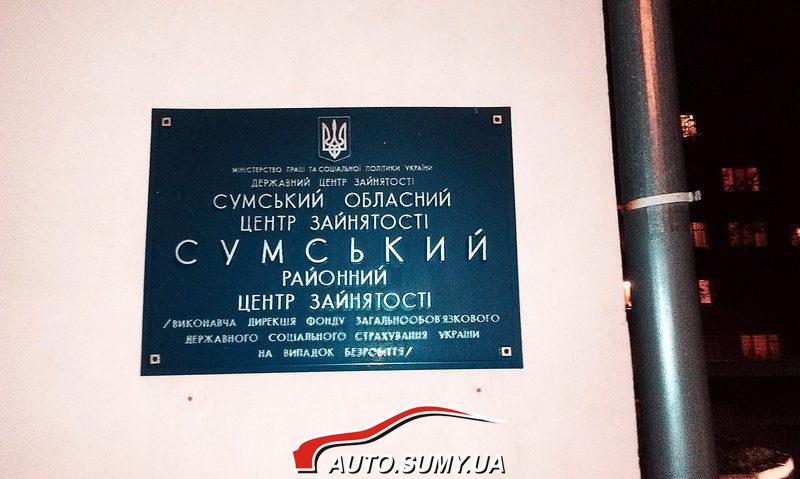 МІНІСТЕРСТВО ПРАЦІ ТА СОЦІАЛЬНОЇ ПОЛІТИКИ УКРАЇНИ
ДЕРЖАВНИЙ ЦЕНТР ЗАЙНЯТОСТІ
СУМСЬКИЙ ОБЛАСНИЙ
ЦЕНТР ЗАЙНЯТОСТІ
СУМСЬКИЙ
РАЙОННИЙ
ЦЕНТР ЗАЙНЯТОСТІ
/ВИКОНАВЧА ДИРЕКЦІЯ ФОНДУ ЗАГАЛЬНООБОВ'ЯЗКОВОГО
ДЕРЖАВНОГО СОЦІАЛЬНОГО СТРАХУВАННЯ УКРАЇНИ
НА ВИПАДОК БЕЗРОБІТТЯ/
AUTO.SUMY.UA